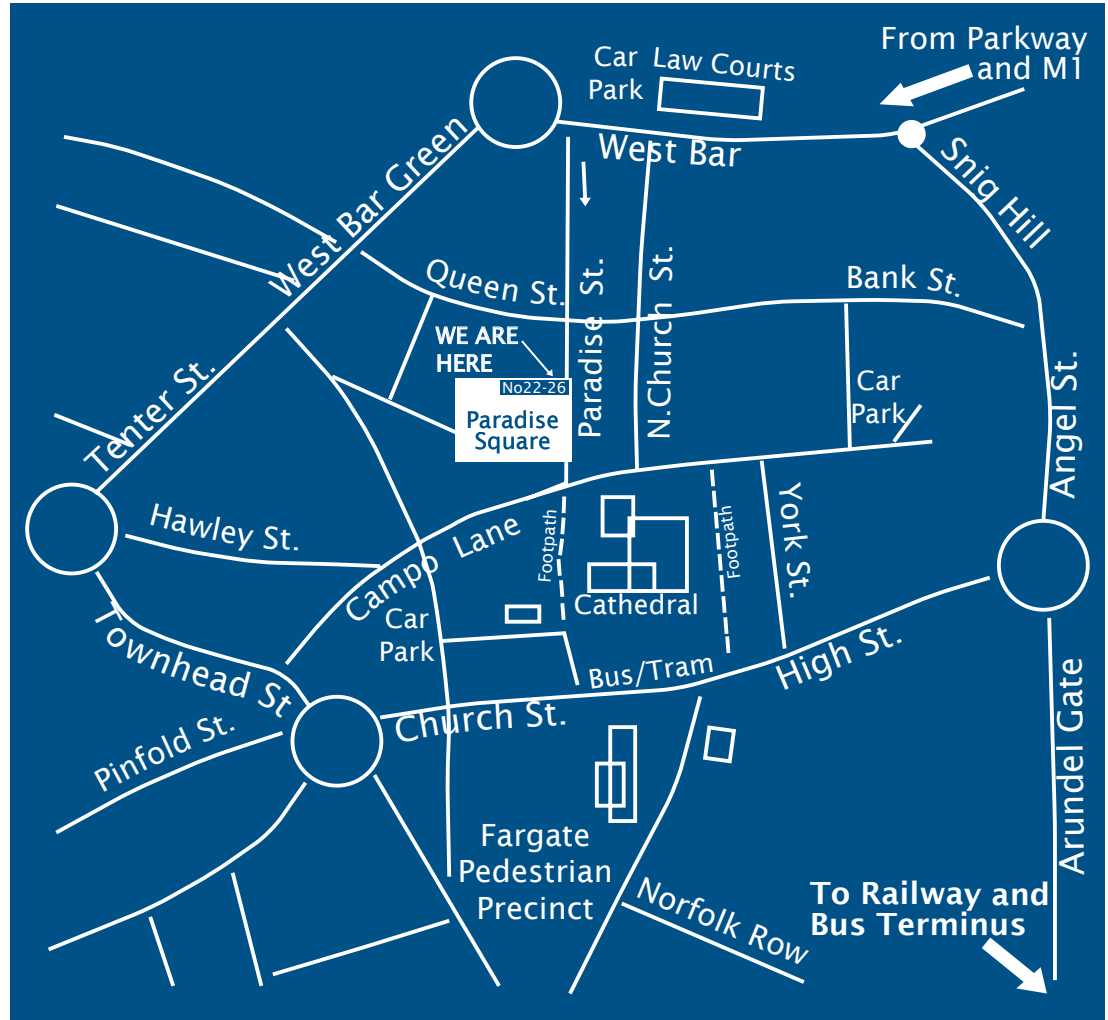 From Parkway
and M1
Car
Park
Law Courts
West Bar
Snig Hill
West Bar Green
Queen St.
Paradise St.
N.Church St.
Bank St.
WE ARE
HERE
No22-26
Paradise
Square
Car
Park
Tenter St.
Angel St.
Hawley St.
Campo Lane
Footpath
Footpath
York St.
Cathedral
Car
Park
Townhead St
Bus/Tram
High St.
Church St.
Pinfold St.
Arundel Gate
Fargate
Pedestrian
Precinct
Norfolk Row
To Railway and
Bus Terminus